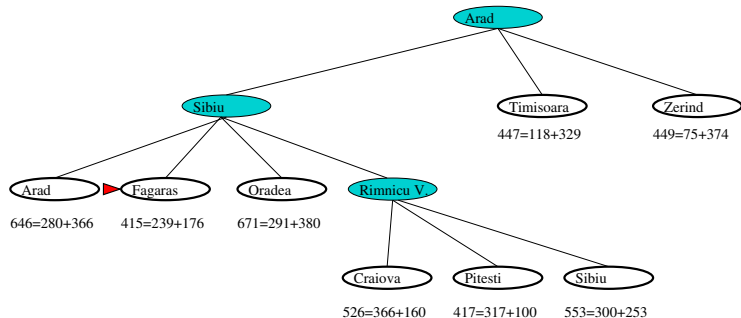 Arad
Sibiu
Timisoara
Zerind
447=118+329
449=75+374
Arad
Fagaras
Oradea
Rimnicu V.
646=280+366
415=239+176
671=291+380
Craiova
Pitesti
Sibiu
526=366+160
417=317+100
553=300+253